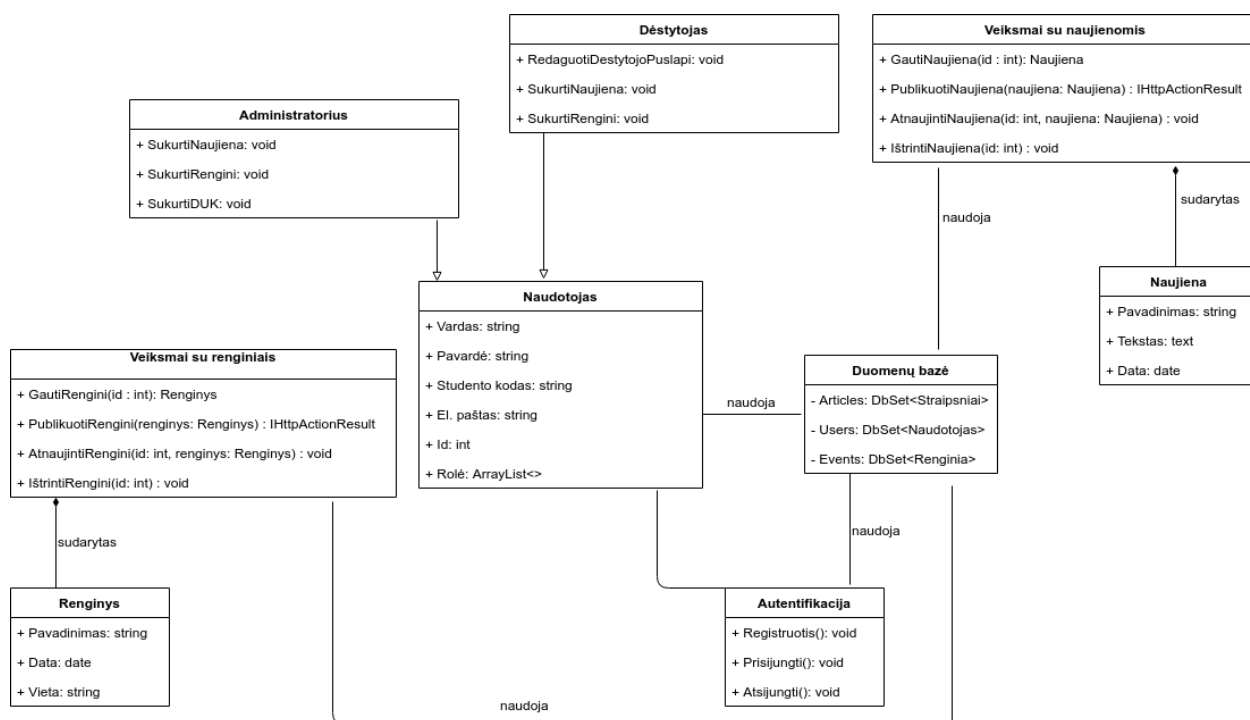 Dėstytojas
+ RedaguotiDestytojoPuslapi: void
+ SukurtiNaujiena: void
+ SukurtiRengini: void
Veiksmai su naujienomis
+ GautiNaujiena(id : int): Naujiena
+ PublikuotiNaujiena(naujiena: Naujiena) : IHttpActionResult
+ AtnaujintiNaujiena(id: int, naujiena: Naujiena) : void
+ IštrintiNaujiena(id: int) : void
Administratorius
+ SukurtiNaujiena: void
+ SukurtiRengini: void
+ SukurtiDUK: void
sudarytas
naudoja
Naujiena
+ Pavadinimas: string
+ Tekstas: text
+ Data: date
Naudotojas
+ Vardas: string
+ Pavardė: string
+ Studento kodas: string
+ El. paštas: string
+ Id: int
+ Rolė: ArrayList<>
Veiksmai su renginiais
+ GautiRengini(id : int): Renginys
+ PublikuotiRengini(renginys: Renginys) : IHttpActionResult
+ AtnaujintiRengini(id: int, renginys: Renginys) : void
+ IštrintiRengini(id: int) : void
naudoja
Duomenų bazė
- Articles: DbSet<Straipsniai>
- Users: DbSet<Naudotojas>
- Events: DbSet<Renginia>
sudarytas
naudoja
Renginys
+ Pavadinimas: string
+ Data: date
+ Vieta: string
Autentifikacija
+ Registruotis(): void
+ Prisijungti(): void
+ Atsijungti(): void
naudoja